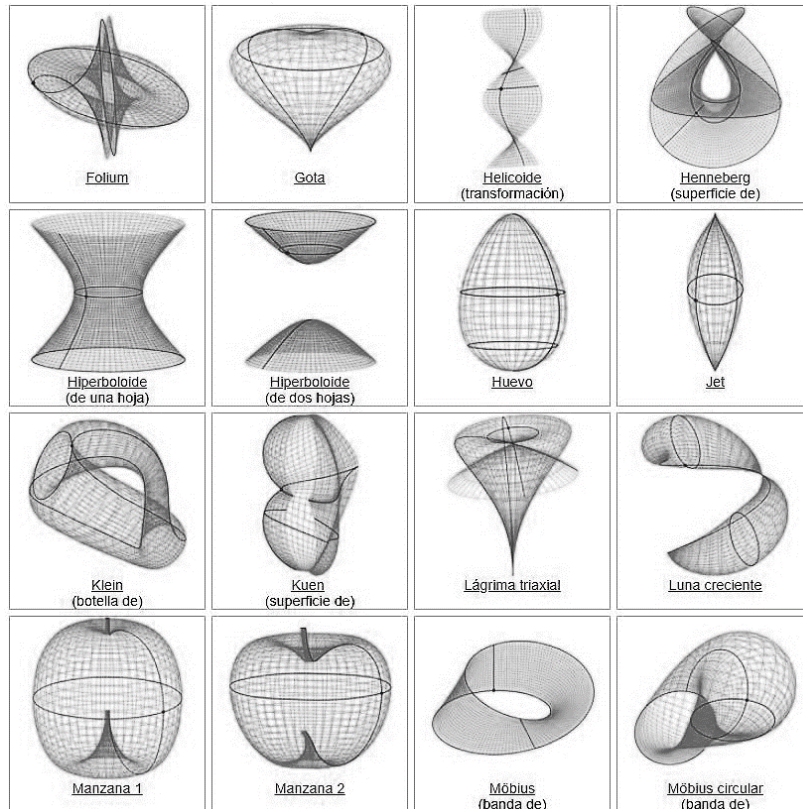 Folium
Gota
Helicoide
(transformación)
Henneberg
(superficie de)
Hiperboloide
(de una hoja)
Hiperboloide
(de dos hojas)
Huevo
Jet
Klein
(botella de)
Kuen
(superficie de)
Lágrima triaxial
Luna creciente
Manzana 1
Manzana 2
Möbius
(banda de)
Möbius circular
(banda de)